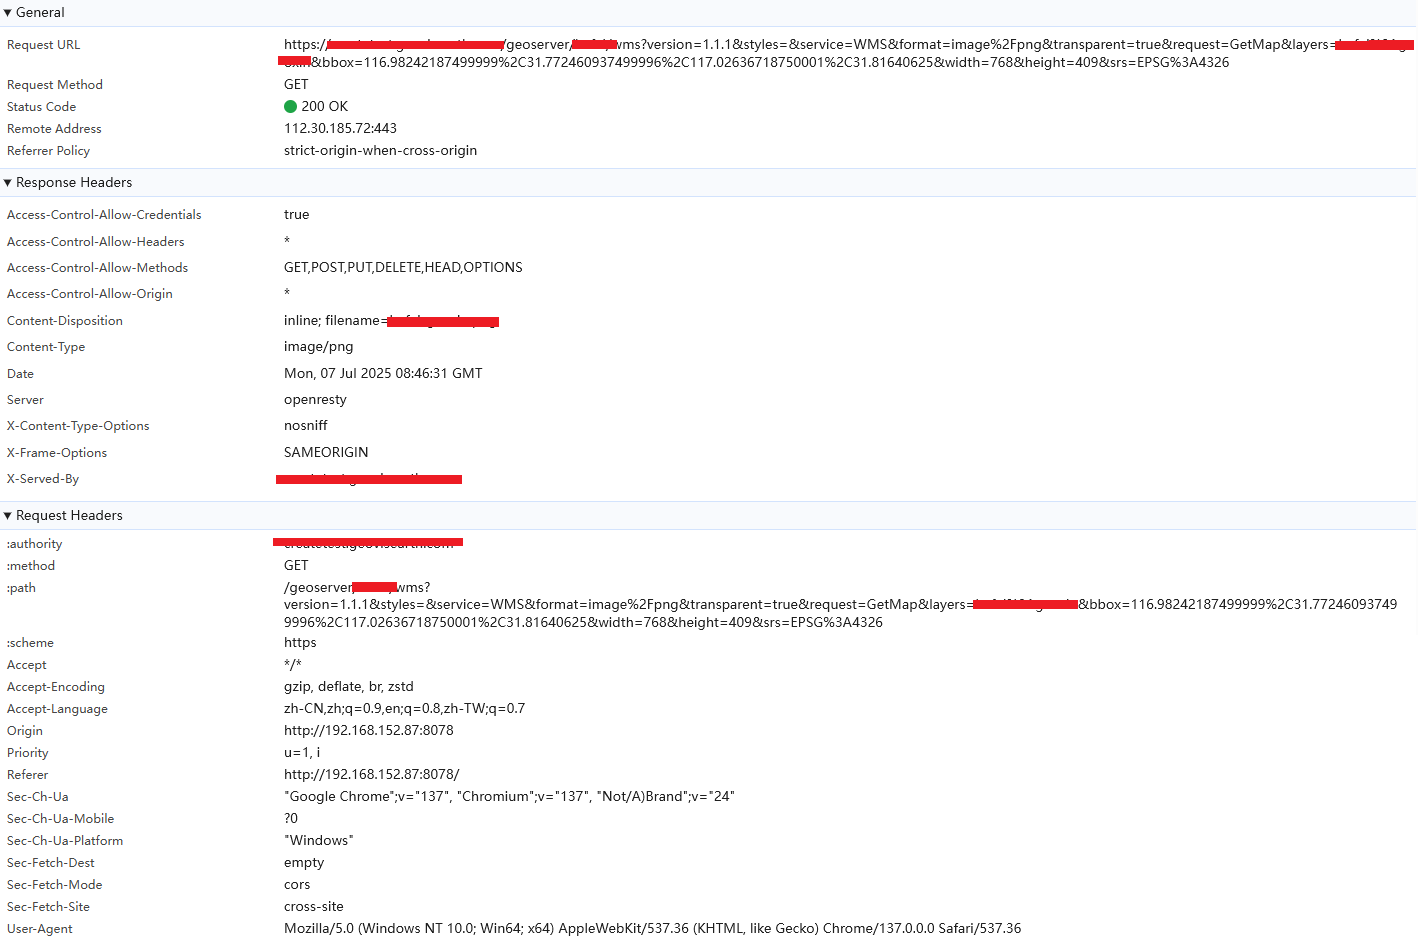 General
Request URL
https:// /geoserver/ wms?version=1.1.1&styles=&service=WMS&format=image%2Fpng&transparent=true&request=GetMap&layers=
&bbox=116.98242187499999%2C31.772460937499996%2C117.02636718750001%2C31.81640625&width=768&height=409&srs=EPSG%3A4326
Request Method GET
Status Code 200 OK
Remote Address 112.30.185.72:443
Referrer Policy strict-origin-when-cross-origin
Response Headers
Access-Control-Allow-Credentials true
Access-Control-Allow-Headers *
Access-Control-Allow-Methods GET,POST,PUT,DELETE,HEAD,OPTIONS
Access-Control-Allow-Origin *
Content-Disposition inline; filename=
Content-Type image/png
Date Mon, 07 Jul 2025 08:46:31 GMT
Server openresty
X-Content-Type-Options nosniff
X-Frame-Options SAMEORIGIN
X-Served-By
Request Headers
:authority
:method GET
:path /geoserver wms?
version=1.1.1&styles=&service=WMS&format=image%2Fpng&transparent=true&request=GetMap&layers= &bbox=116.98242187499999%2C31.77246093749
9996%2C117.02636718750001%2C31.81640625&width=768&height=409&srs=EPSG%3A4326
:scheme https
Accept */*
Accept-Encoding gzip, deflate, br, zstd
Accept-Language zh-CN,zh;q=0.9,en;q=0.8,zh-TW;q=0.7
Origin http://192.168.152.87:8078
Priority u=1, i
Referer http://192.168.152.87:8078/
Sec-Ch-Ua "Google Chrome";v="137", "Chromium";v="137", "Not/A)Brand";v="24"
Sec-Ch-Ua-Mobile ?0
Sec-Ch-Ua-Platform "Windows"
Sec-Fetch-Dest empty
Sec-Fetch-Mode cors
Sec-Fetch-Site cross-site
User-Agent Mozilla/5.0 (Windows NT 10.0; Win64; x64) AppleWebKit/537.36 (KHTML, like Gecko) Chrome/137.0.0.0 Safari/537.36